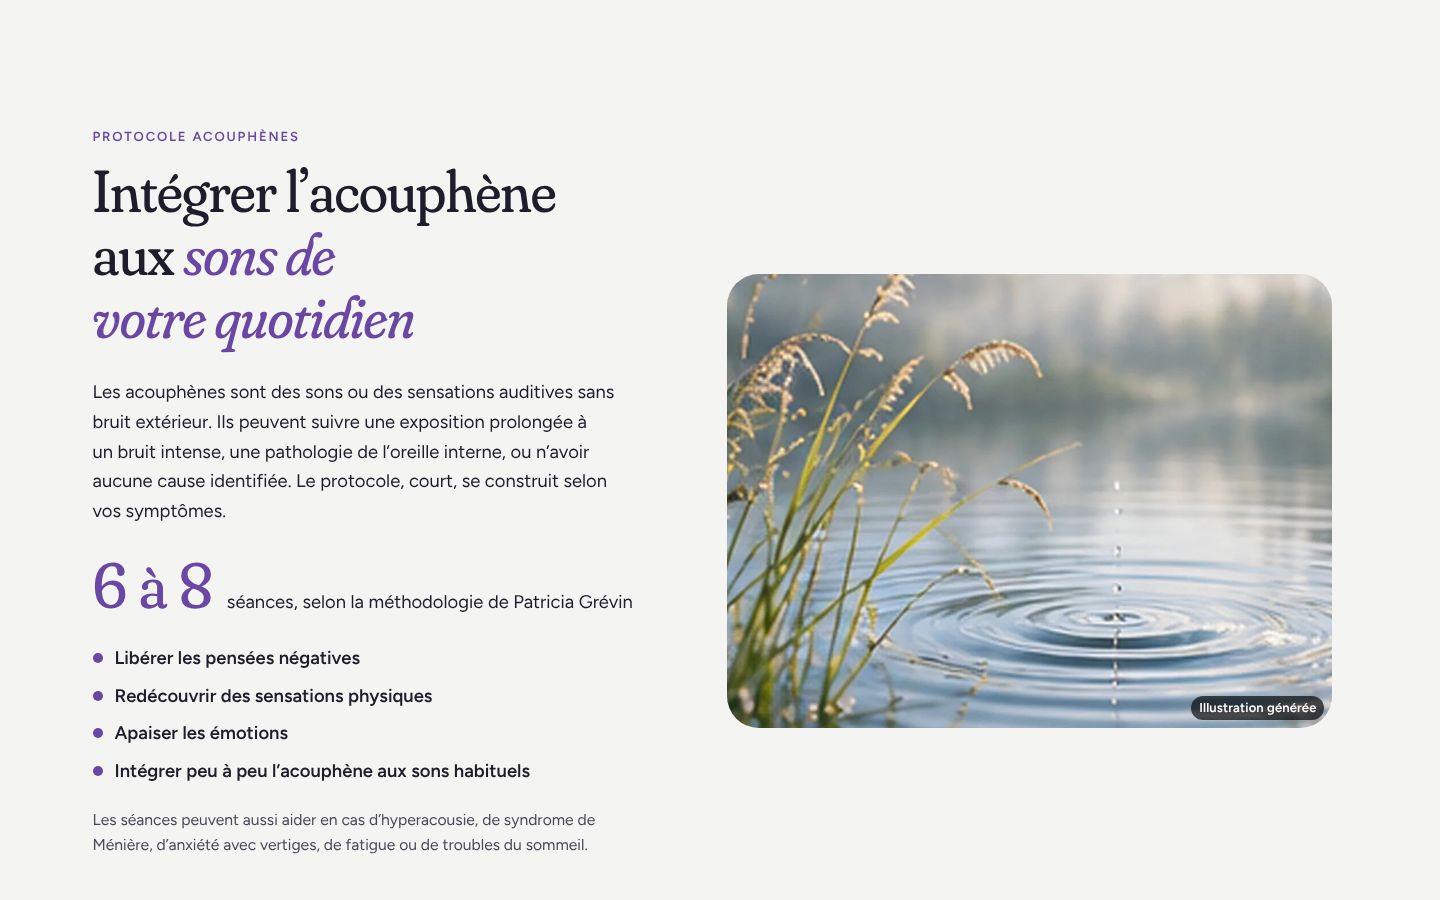 PROTOCOLE ACOUPHÈNES
Intégrer l’acouphène
aux sons de
votre quotidien
Les acouphènes sont des sons ou des sensations auditives sans
bruit extérieur. Ils peuvent suivre une exposition prolongée à
un bruit intense, une pathologie de l’oreille interne, ou n’avoir
aucune cause identifiée. Le protocole, court, se construit selon
vos symptômes.
6 à 8 séances, selon la méthodologie de Patricia Grévin
Libérer les pensées négatives
Redécouvrir des sensations physiques
Apaiser les émotions
Intégrer peu à peu l’acouphène aux sons habituels
Les séances peuvent aussi aider en cas d’hyperacousie, de syndrome de
Ménière, d’anxiété avec vertiges, de fatigue ou de troubles du sommeil.
Illustration générée